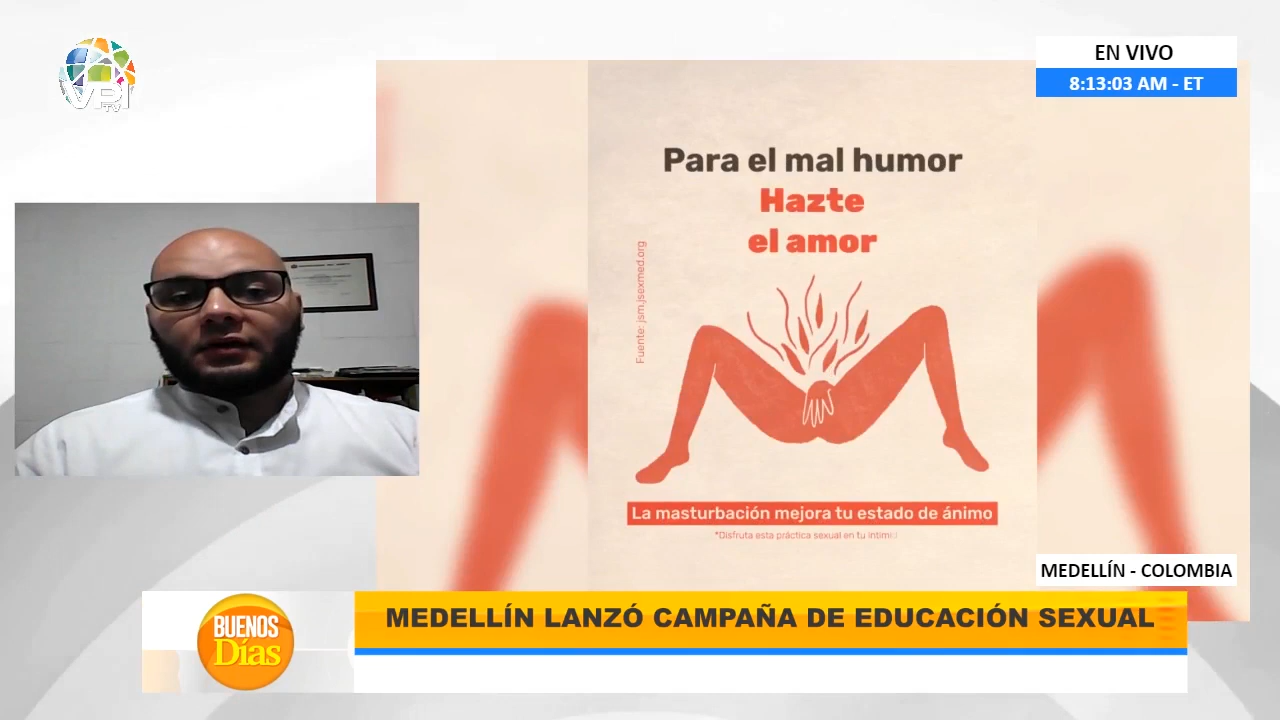 VPI
TV
EN VIVO
8:13:03 AM - ET
Para el mal humor
Hazte
el amor
Fuente: jsm.jsexmed.org
La masturbación mejora tu estado de ánimo
*Disfruta esta práctica sexual en tu
MEDELLÍN - COLOMBIA
BUENOS
Días
MEDELLÍN LANZÓ CAMPAÑA DE EDUCACIÓN SEXUAL